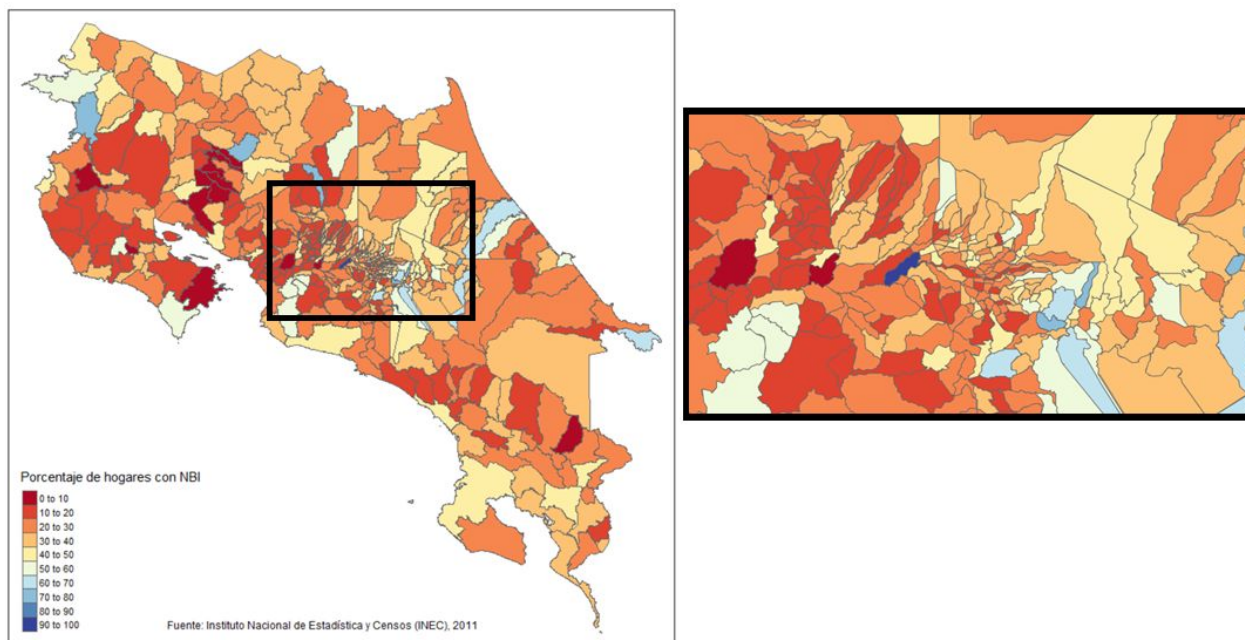 Porcentaje de hogares con NBI
0 to 10
10 to 20
20 to 30
30 to 40
40 to 50
50 to 60
60 to 70
70 to 80
80 to 90
90 to 100
Fuente: Instituto Nacional de Estadística y Censos (INEC), 2011